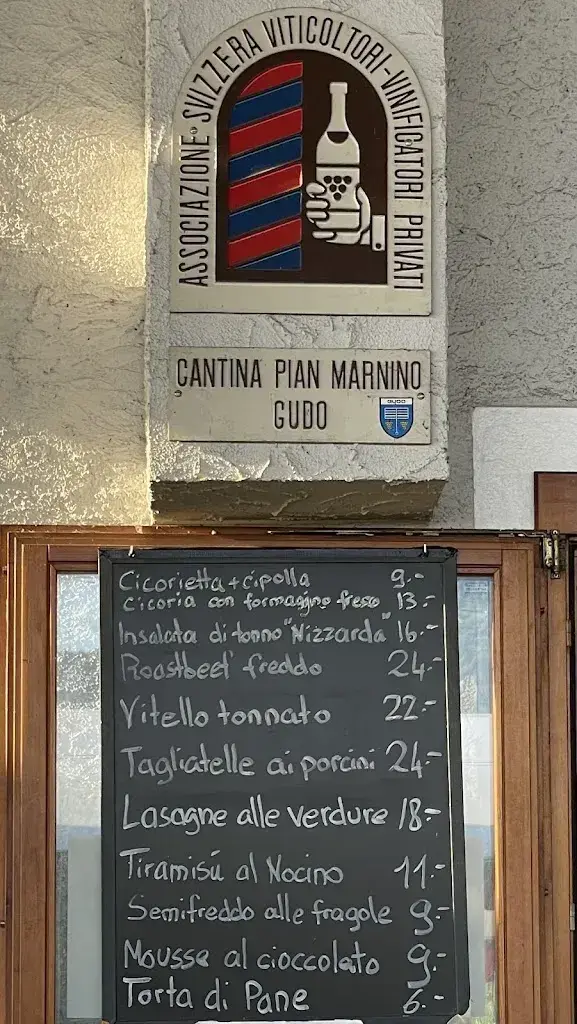 ASSOCIAZIONE SVIZZERA VITICOLTORI-VINIFICATORI PRIVATI
CANTINA PIAN MARNINO
GUDO
GUDO
Cicorietta+cipolla 9.-
Cicoria con formaggino fresco 13.-
Insalata di tonno "Nizzarda" 16.-
Roastbeef freddo 24.-
Vitello tonnato 22.-
Tagliatelle ai porcini 24.-
Lasagne alle verdure 18.-
Tiramisú al Nocino 11.-
Semifreddo alle fragole 9.-
Mousse al cioccolato 9.-
Torta di Pane 6.-